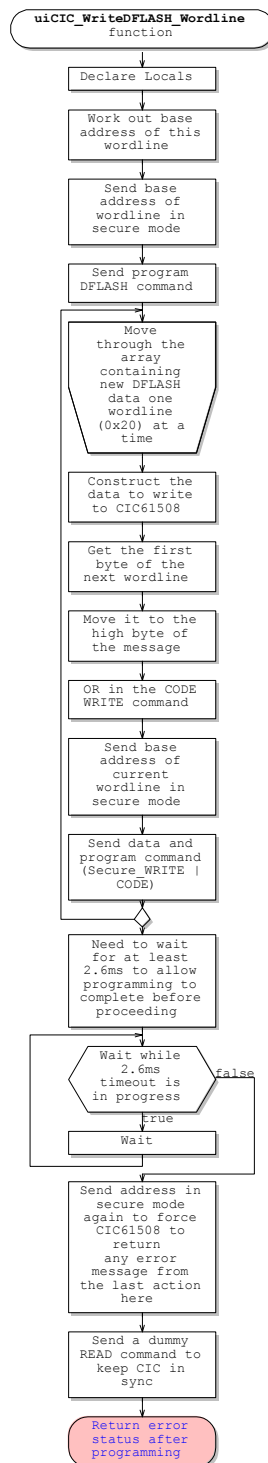 uiCIC_WriteDFLASH_Wordline
function
Declare Locals
Work out base
address of this
wordline
Send base
address of
wordline in
secure mode
Send program
DFLASH command
Move
through the
array
containing
new DFLASH
data one
wordline
(0x20) at a
time
Construct the
data to write
to CIC61508
Get the first
byte of the
next wordline
Move it to the
high byte of
the message
OR in the CODE
WRITE command
Send base
address of
current
wordline in
secure mode
Send data and
program command
(Secure_WRITE |
CODE)
Need to wait
for at least
2.6ms to allow
programming to
complete before
proceeding
Wait while
2.6ms
timeout is
in progress
false
true
Wait
Send address in
secure mode
again to force
CIC61508 to
return
any error
message from
the last action
here
Send a dummy
READ command to
keep CIC in
sync
Return error
status after
programming